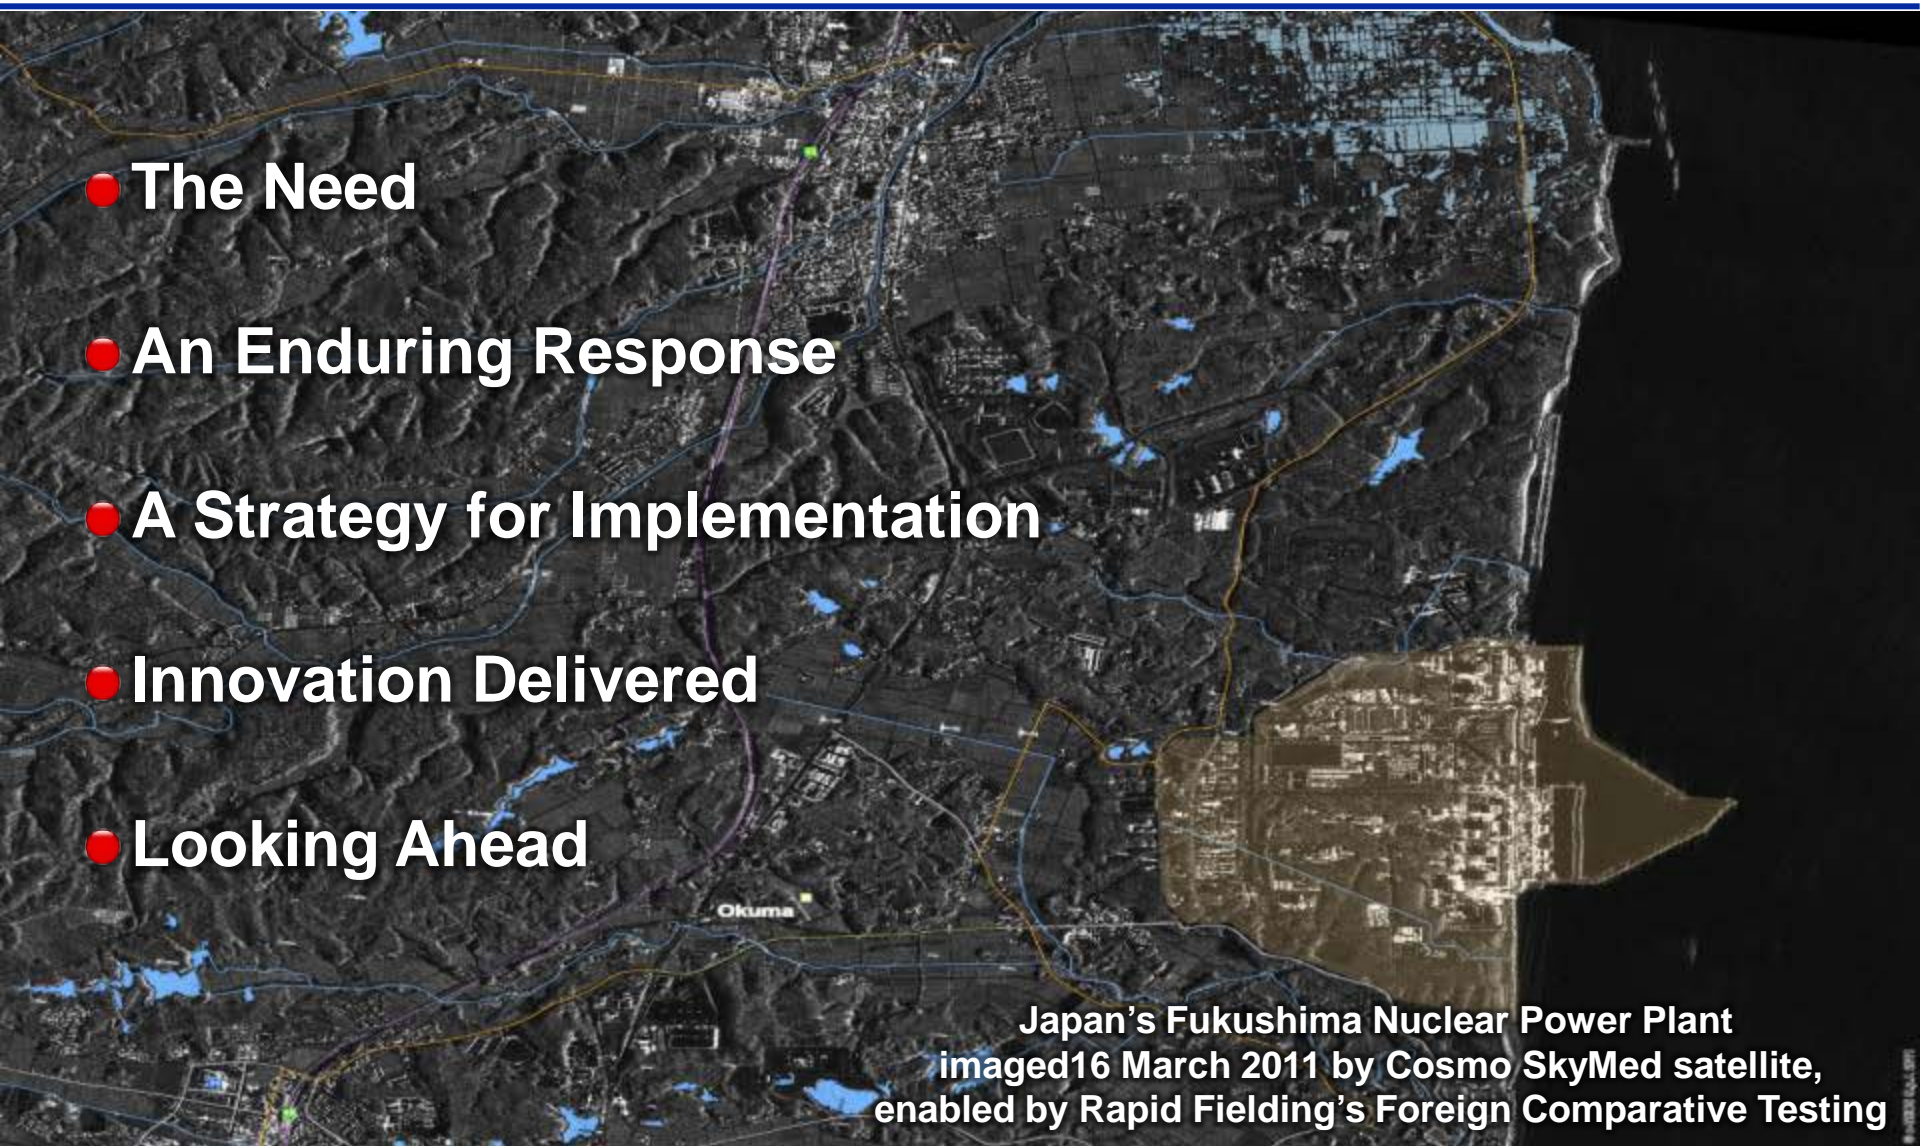 The Need
An Enduring Response
A Strategy for Implementation
Innovation Delivered
Looking Ahead
Okuma
Japan’s Fukushima Nuclear Power Plant
imaged16 March 2011 by Cosmo SkyMed satellite,
enabled by Rapid Fielding’s Foreign Comparative Testing